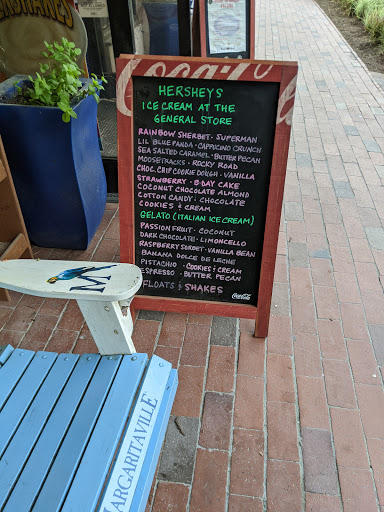 Coca-Cola
HERSHEYS
ICE CREAM AT THE
GENERAL STORE
RAINBOW SHERBET · SUPERMAN
LIL BLUE PANDA · CAPPUCINO CRUNCH
SEA SALTED CARAMEL · BUTTER PECAN
MOOSETRACKS · ROCKY ROAD
CHOC. CHIP COOKIE DOUGH · VANILLA
STRAWBERRY · B-DAY CAKE
COCONUT CHOCOLATE ALMOND
COTTON CANDY · CHOCOLATE
COOKIES & CREAM
GELATO (ITALIAN ICE CREAM)
PASSION FRUIT · COCONUT
DARK CHOCOLATE · LIMONCELLO
RASPBERRY SORBET · VANILLA BEAN
BANANA DOLCE DE LECHE
PISTACHIO · COOKIES & CREAM
ESPRESSO · BUTTER PECAN
FLOATS & SHAKES
Coca-Cola
M
MARGARITAVILLE